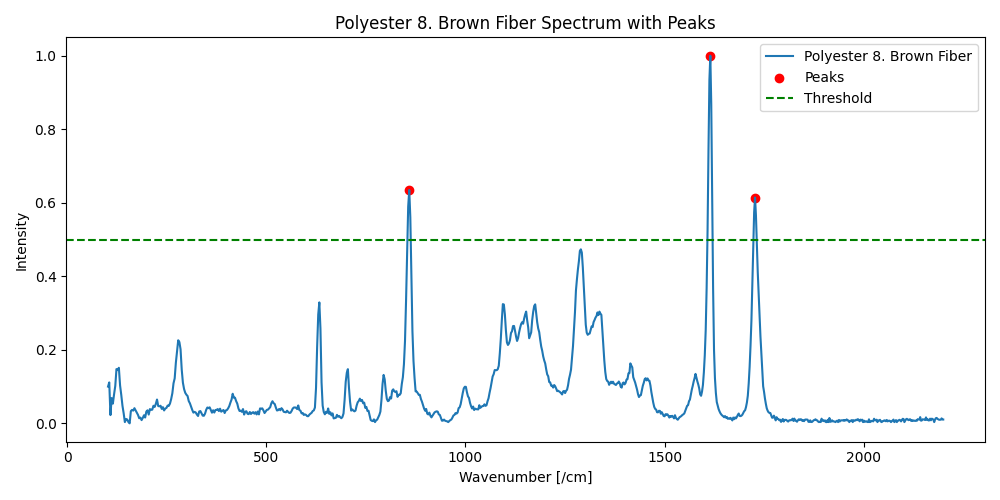 Polyester 8. Brown Fiber Spectrum with Peaks
Polyester 8. Brown Fiber
Peaks
Threshold
1.0
0.8
0.6
0.4
0.2
0.0
Intensity
0 500 1000 1500 2000
Wavenumber [/cm]